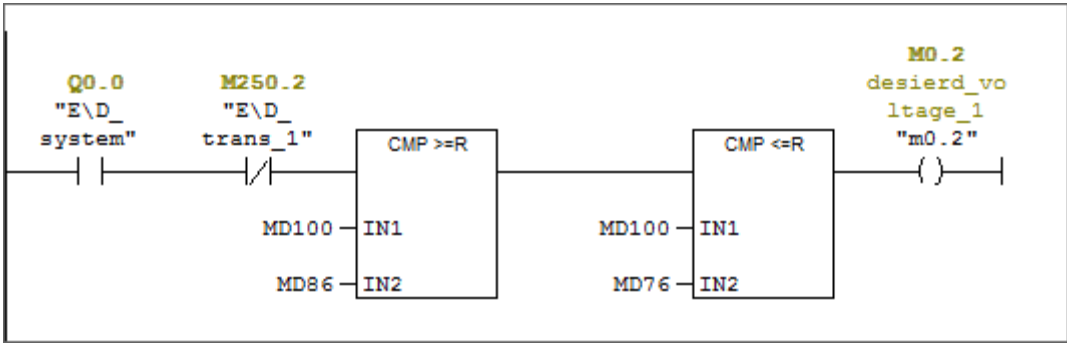 M0.2
Q0.0 M250.2 desierd_vo
"E\D_ "E\D_ ltage_1
system" trans_1" CMP >=R CMP <=R "m0.2"
MD100 IN1 MD100 IN1
MD86 IN2 MD76 IN2